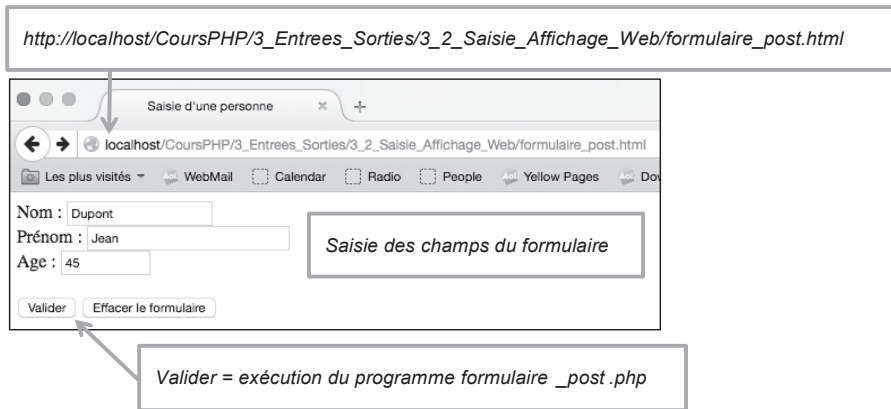 http://localhost/CoursPHP/3_Entrees_Sorties/3_2_Saisie_Affichage_Web/formulaire_post.html
Saisie d'une personne
localhost/CoursPHP/3_Entrees_Sorties/3_2_Saisie_Affichage_Web/formulaire_post.html
Les plus visités WebMail Calendar Radio People Yellow Pages
Nom : Dupont
Prénom : Jean
Age : 45
Saisie des champs du formulaire
Valider Effacer le formulaire
Valider = exécution du programme formulaire _post .php